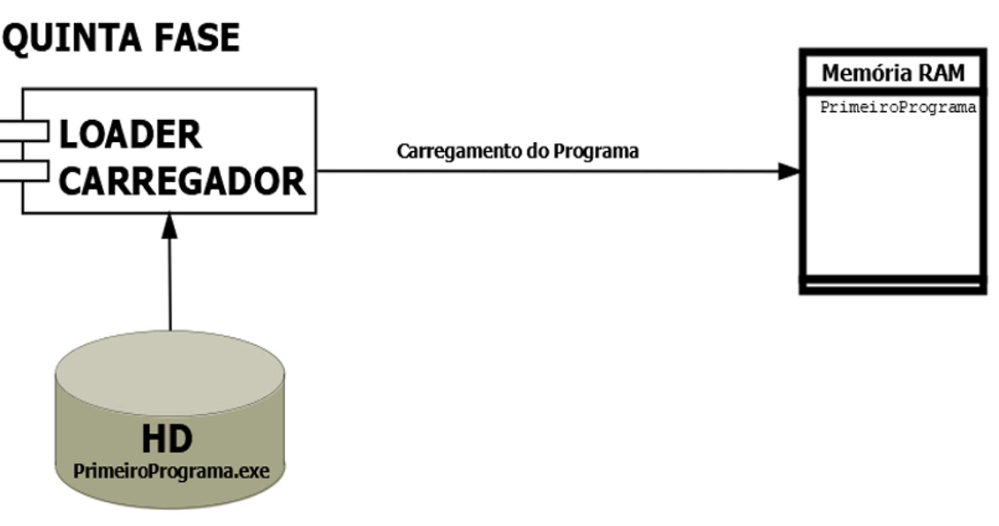 QUINTA FASE
LOADER
CARREGADOR
Carregamento do Programa
Memória RAM
PrimeiroPrograma
HD
PrimeiroPrograma.exe